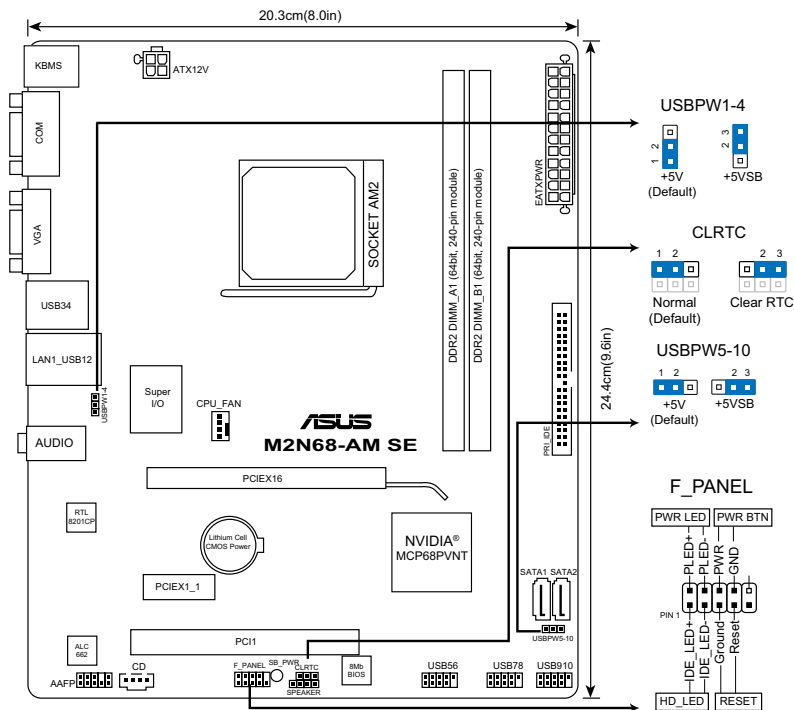 20.3cm(8.0in)
KBMS
ATX12V
COM
VGA
USB34
LAN1_USB12
USBPW1-4
AUDIO
SOCKET AM2
DDR2 DIMM_A1 (64bit, 240-pin module)
DDR2 DIMM_B1 (64bit, 240-pin module)
EATXPWR
24.4cm(9.6in)
PRI_IDE
Super
I/O
CPU_FAN
ASUS
M2N68-AM SE
PCIEX16
RTL
8201CP
Lithium Cell
CMOS Power
NVIDIA®
MCP68PVNT
PCIEX1_1
SATA1 SATA2
USBPW5-10
PCI1
ALC
662
AAFP
CD
F_PANEL
SB_PWR
CLRTC
SPEAKER
8Mb
BIOS
USB56
USB78
USB910
USBPW1-4
1 2
+5V
(Default)
2 3
+5VSB
CLRTC
1 2
Normal
(Default)
2 3
Clear RTC
USBPW5-10
1 2
+5V
(Default)
2 3
+5VSB
F_PANEL
PWR LED
PWR BTN
PLED+
PLED-
PWR
GND
PIN 1
IDE_LED+
IDE_LED-
Ground
Reset
HD_LED
RESET